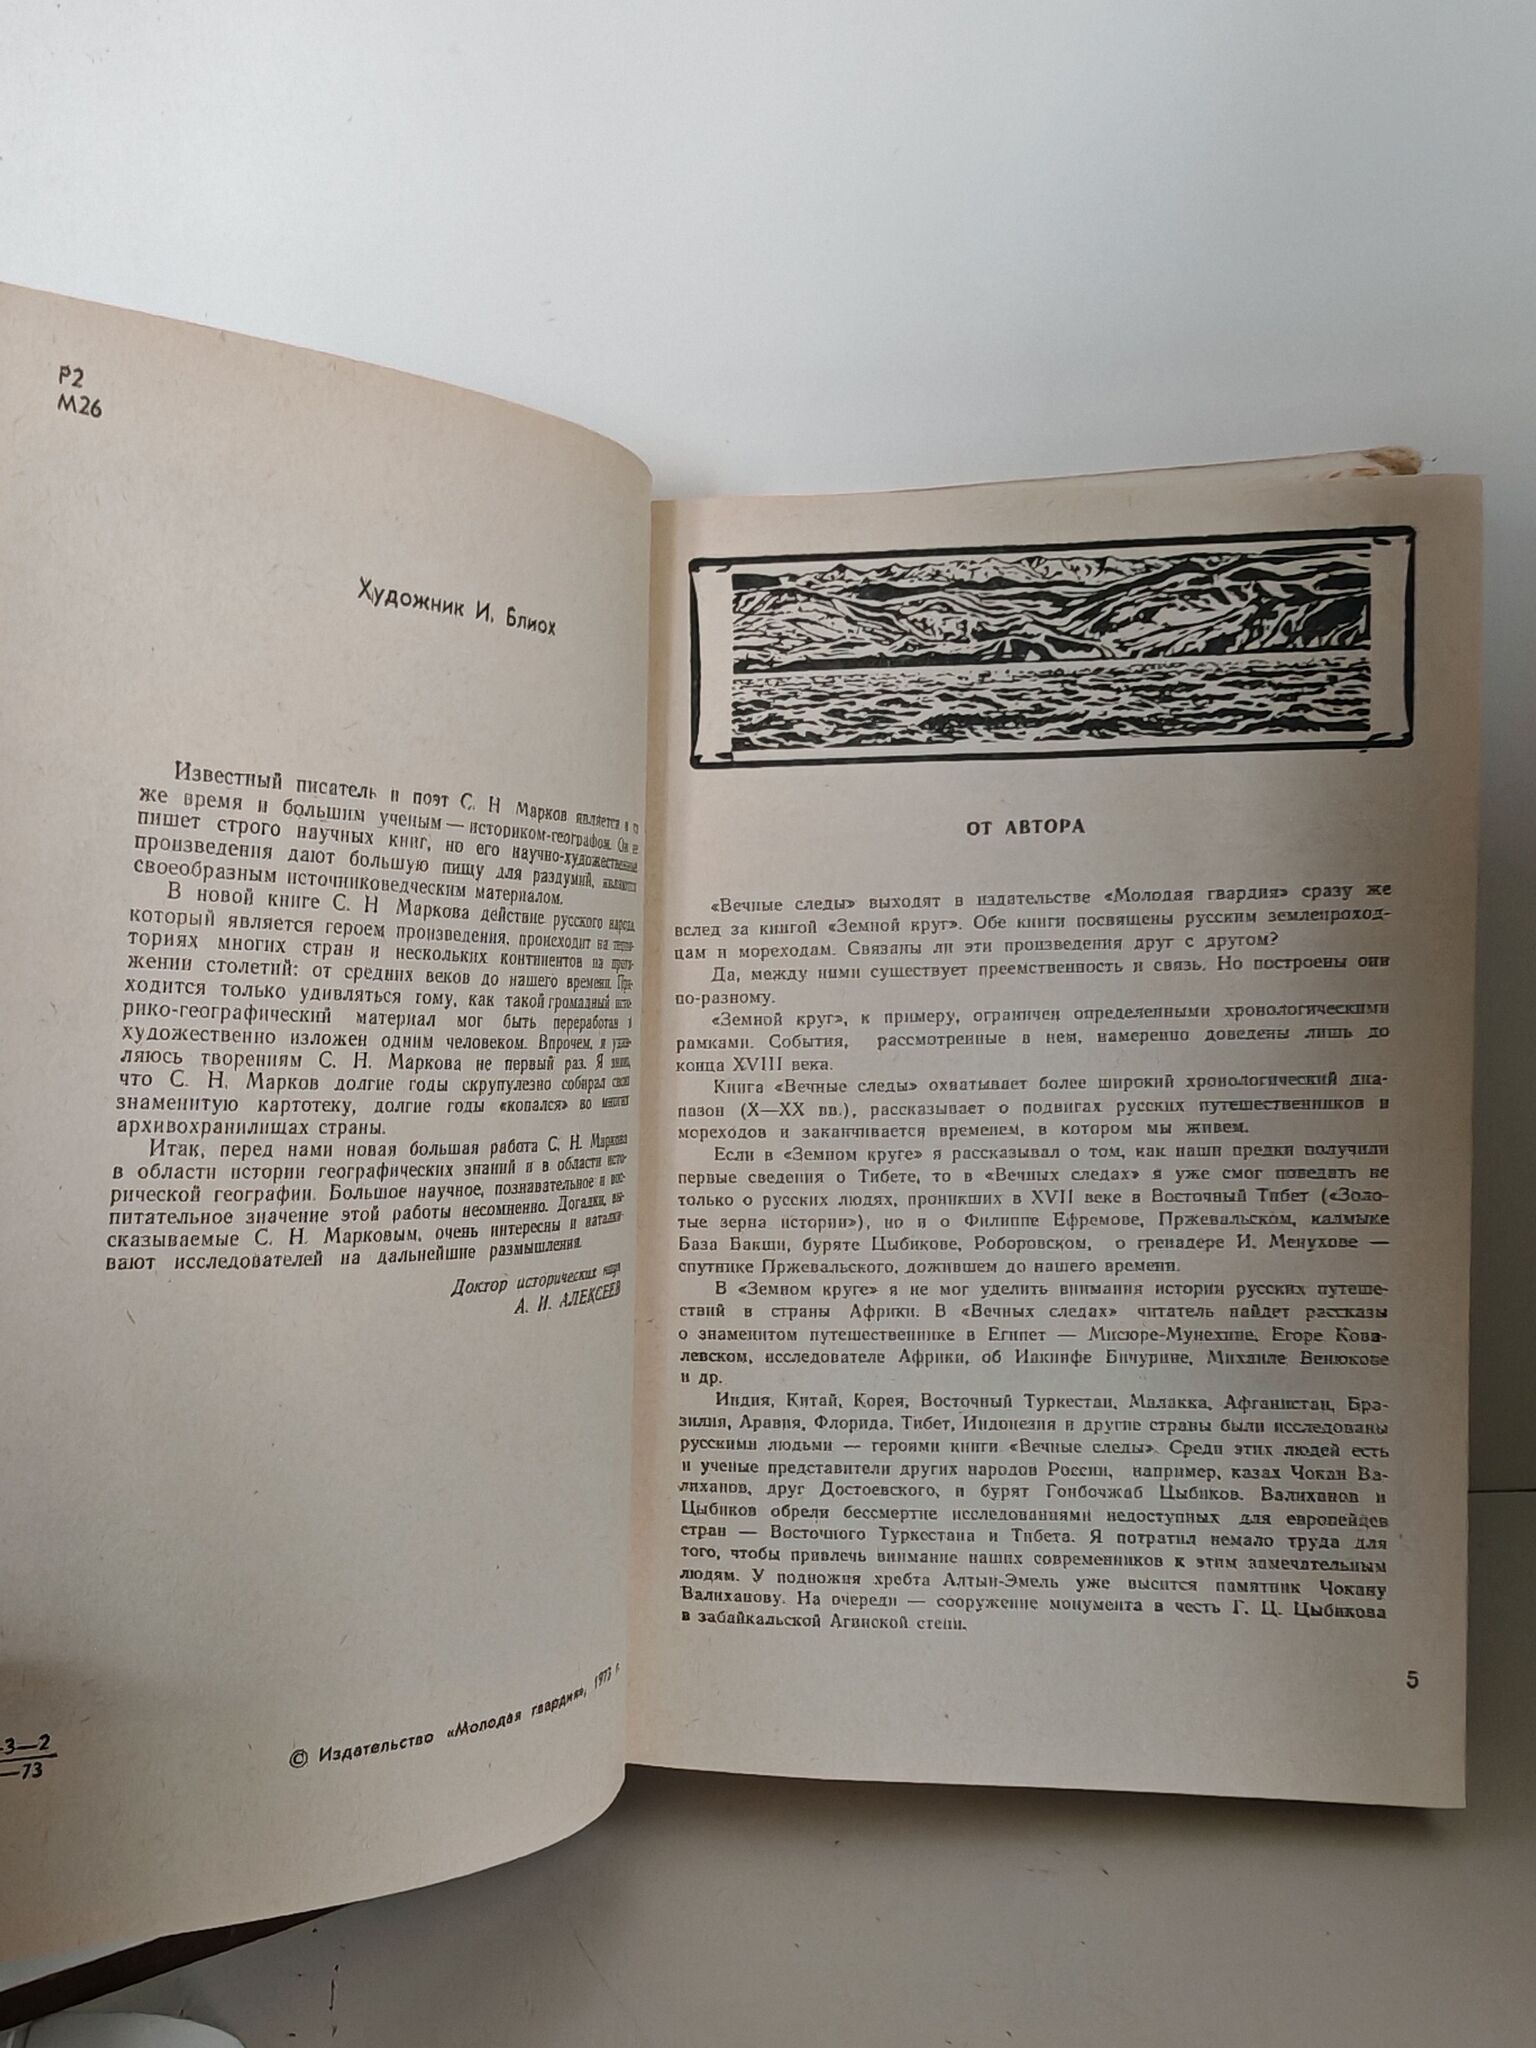 Р2
М26
Художник И. Блиох
Известный писатель и поэт С. Н Марков является в то
же время и большим ученым — историком-географом. Он не
пишет строго научных книг, но его научно-художественные
произведения дают большую пищу для раздумий, являются
своеобразным источниковедческим материалом.
В новой книге С. Н Маркова действие русского народа,
который является героем произведения, происходит на терри-
ториях многих стран и нескольких континентов на протя-
жении столетий: от средних веков до нашего времени. При-
ходится только удивляться тому, как такой громадный исто-
рико-географический материал мог быть переработан и
художественно изложен одним человеком. Впрочем, я удив-
ляюсь творениям С. Н. Маркова не первый раз. Я знаю,
что С. Н. Марков долгие годы скрупулезно собирал свою
знаменитую картотеку, долгие годы «копался» во многих
архивохранилищах страны.
Итак, перед нами новая большая работа С. Н. Маркова
в области истории географических знаний и в области исто-
рической географии. Большое научное, познавательное и вос-
питательное значение этой работы несомненно. Догадки, вы-
сказываемые С. Н. Марковым, очень интересны и наталки-
вают исследователей на дальнейшие размышления.
Доктор исторических наук
А. И. АЛЕКСЕЕВ
© Издательство «Молодая гвардия», 1973 г.
-3—2
—73
ОТ АВТОРА
«Вечные следы» выходят в издательстве «Молодая гвардия» сразу же
вслед за книгой «Земной круг». Обе книги посвящены русским землепроход-
цам и мореходам. Связаны ли эти произведения друг с другом?
Да, между ними существует преемственность и связь. Но построены они
по-разному.
«Земной круг», к примеру, ограничен определенными хронологическими
рамками. События, рассмотренные в нем, намеренно доведены лишь до
конца XVIII века.
Книга «Вечные следы» охватывает более широкий хронологический диа-
пазон (X—XX вв.), рассказывает о подвигах русских путешественников и
мореходов и заканчивается временем, в котором мы живем.
Если в «Земном круге» я рассказывал о том, как наши предки получили
первые сведения о Тибете, то в «Вечных следах» я уже смог поведать не
только о русских людях, проникших в XVII веке в Восточный Тибет («Золо-
тые зерна истории»), но и о Филиппе Ефремове, Пржевальском, калмыке
База Бакши, буряте Цыбикове, Роборовском, о гренадере И. Менухове —
спутнике Пржевальского, дожившем до нашего времени.
В «Земном круге» я не мог уделить внимания истории русских путеше-
ствий в страны Африки. В «Вечных следах» читатель найдет рассказы
о знаменитом путешественнике в Египет — Мисюре-Мунехине, Егоре Кова-
левском, исследователе Африки, об Иакинфе Бичурине, Михаиле Венюкове
и др.
Индия, Китай, Корея, Восточный Туркестан, Малакка, Афганистан, Бра-
зилия, Аравия, Флорида, Тибет, Индонезия и другие страны были исследованы
русскими людьми — героями книги «Вечные следы». Среди этих людей есть
и ученые представители других народов России, например, казах Чокан Ва-
лиханов, друг Достоевского, и бурят Гонбочжаб Цыбиков. Валиханов и
Цыбиков обрели бессмертие исследованиями недоступных для европейцев
стран — Восточного Туркестана и Тибета. Я потратил немало труда для
того, чтобы привлечь внимание наших современников к этим замечательным
людям. У подножия хребта Алтын-Эмель уже высится памятник Чокану
Валиханову. На очереди — сооружение монумента в честь Г. Ц. Цыбикова
в забайкальской Агинской степи.
5